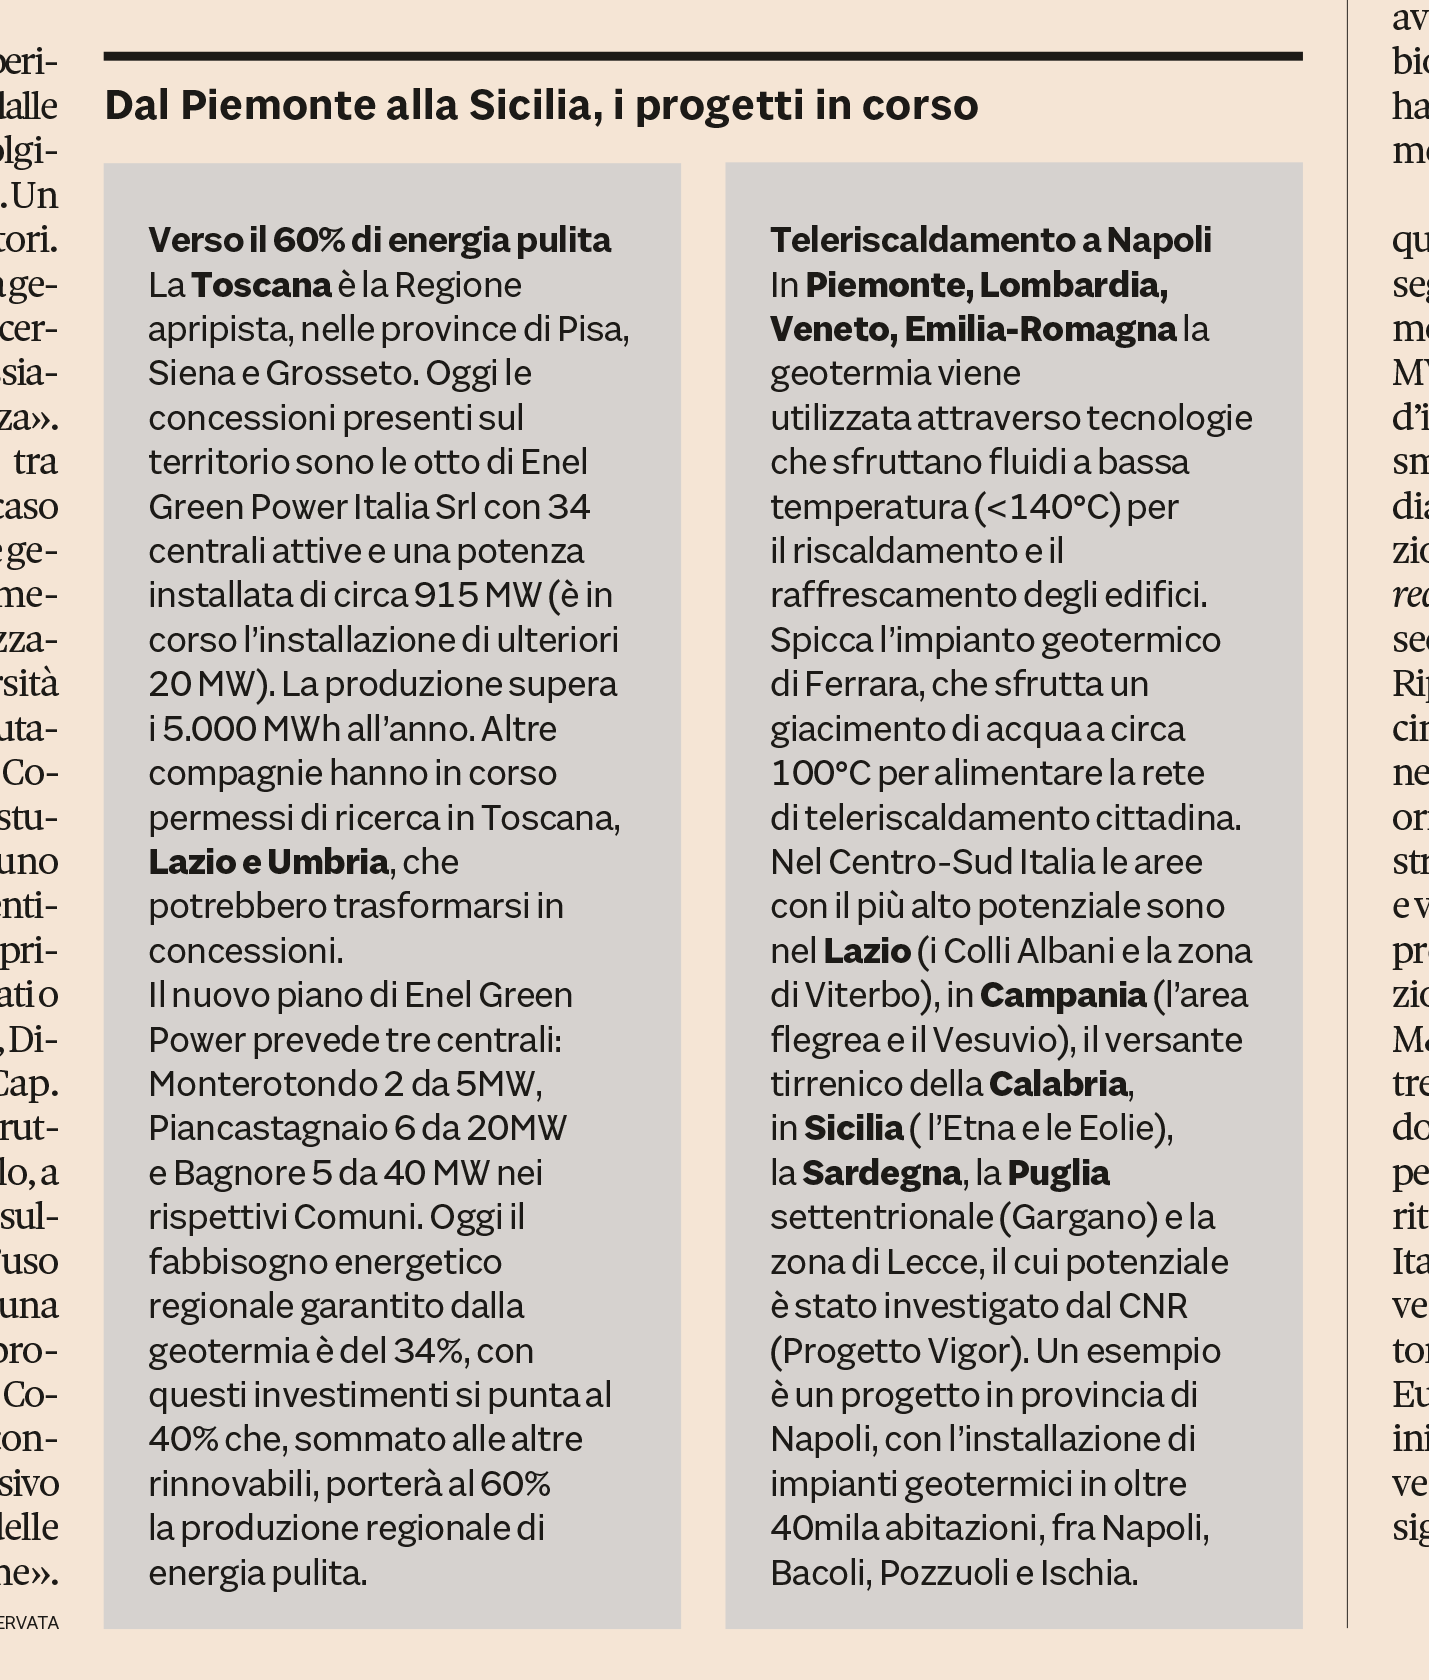 Dal Piemonte alla Sicilia, i progetti in corso
Verso il 60% di energia pulita
La Toscana è la Regione
apripista, nelle province di Pisa,
Siena e Grosseto. Oggi le
concessioni presenti sul
territorio sono le otto di Enel
Green Power Italia Srl con 34
centrali attive e una potenza
installata di circa 915 MW (è in
corso l'installazione di ulteriori
20 MW). La produzione supera
i 5.000 MWh all'anno. Altre
compagnie hanno in corso
permessi di ricerca in Toscana,
Lazio e Umbria, che
potrebbero trasformarsi in
concessioni.
Il nuovo piano di Enel Green
Power prevede tre centrali:
Monterotondo 2 da 5MW,
Piancastagnaio 6 da 20MW
e Bagnore 5 da 40 MW nei
rispettivi Comuni. Oggi il
fabbisogno energetico
regionale garantito dalla
geotermia è del 34%, con
questi investimenti si punta al
40% che, sommato alle altre
rinnovabili, porterà al 60%
la produzione regionale di
energia pulita.
Teleriscaldamento a Napoli
In Piemonte, Lombardia,
Veneto, Emilia-Romagna la
geotermia viene
utilizzata attraverso tecnologie
che sfruttano fluidi a bassa
temperatura (<140°C) per
il riscaldamento e il
raffrescamento degli edifici.
Spicca l'impianto geotermico
di Ferrara, che sfrutta un
giacimento di acqua a circa
100°C per alimentare la rete
di teleriscaldamento cittadina.
Nel Centro-Sud Italia le aree
con il più alto potenziale sono
nel Lazio (i Colli Albani e la zona
di Viterbo), in Campania (l'area
flegrea e il Vesuvio), il versante
tirrenico della Calabria,
in Sicilia ( l'Etna e le Eolie),
la Sardegna, la Puglia
settentrionale (Gargano) e la
zona di Lecce, il cui potenziale
è stato investigato dal CNR
(Progetto Vigor). Un esempio
è un progetto in provincia di
Napoli, con l'installazione di
impianti geotermici in oltre
40mila abitazioni, fra Napoli,
Bacoli, Pozzuoli e Ischia.